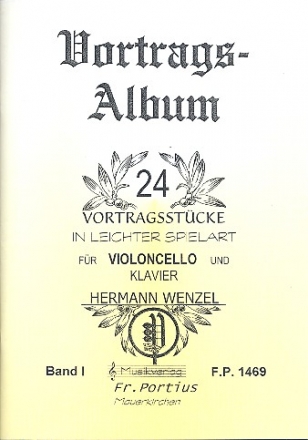 Vortrags-
Album
24
VORTRAGSSTÜCKE
IN LEICHTER SPIELART
FÜR VIOLONCELLO UND
KLAVIER
HERMANN WENZEL
Band I Musikverlag F.P. 1469
Fr. Portius
Mauerkirchen